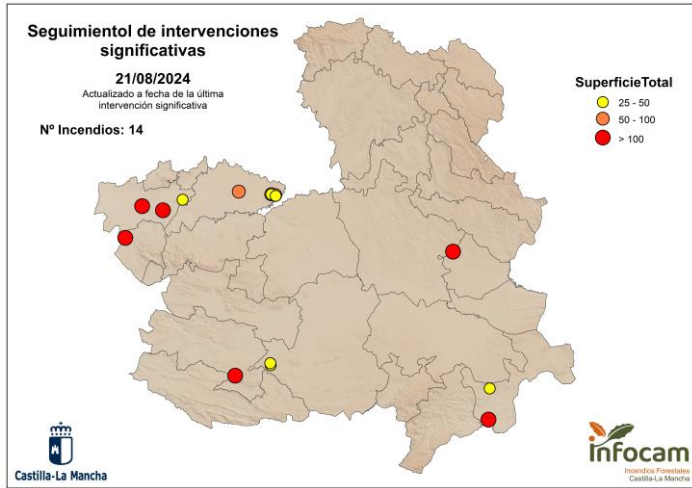 Seguimientol de intervenciones
significativas
21/08/2024
Actualizado a fecha de la última
intervención significativa
Nº Incendios: 14
SuperficieTotal
25 - 50
50 - 100
> 100
Castilla-La Mancha
infocam
Incendios Forestales
Castilla-La Mancha